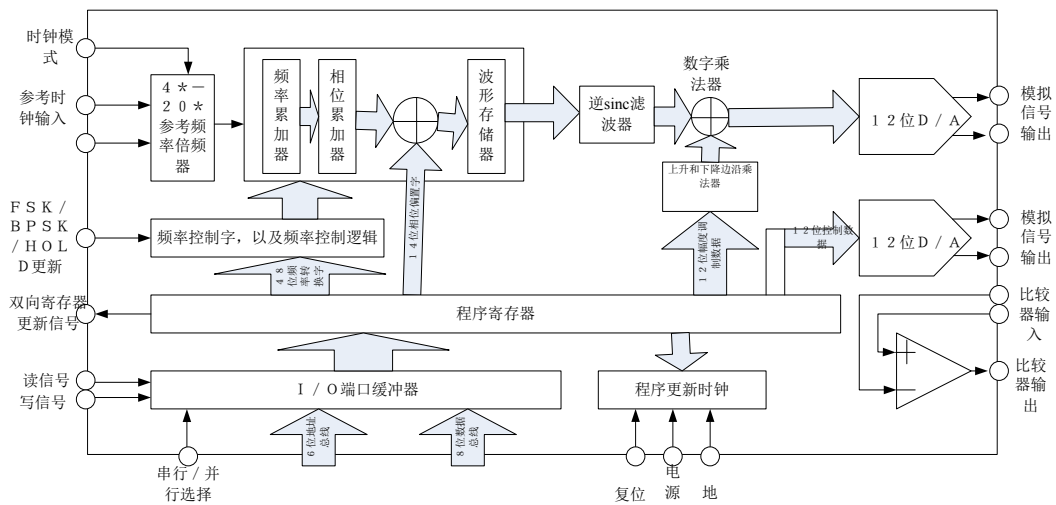 时钟模
式
参考时
钟输入
４＊－
２０＊
参考频
率倍频
器
频
率
累
加
器
相
位
累
加
器
波
形
存
储
器
逆sinc滤
波器
数字乘
法器
１２位Ｄ／Ａ
模拟
信号
输出
上升和下降边沿乘
法器
１４位相位偏置字
ＦＳＫ／
ＢＰＳＫ
／HOL
D更新
频率控制字，以及频率控制逻辑
４８
位频
率转
换字
１２位幅度调
制数据
１２位控制数
据
１２位Ｄ／Ａ
模拟
信号
输出
双向寄存器
更新信号
程序寄存器
比较
器输
入
读信号
写信号
Ｉ／Ｏ端口缓冲器
程序更新时钟
比较
器输
出
６位地址
总线
８位数据
总线
串行／并
行选择
复位
电
源
地